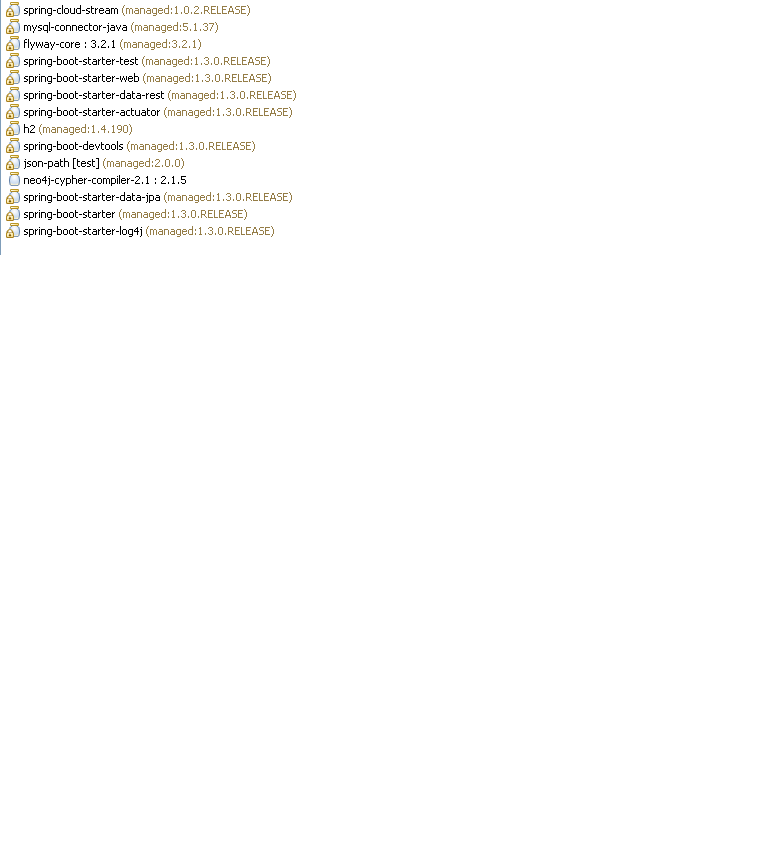 spring-cloud-stream (managed:1.0.2.RELEASE)
mysql-connector-java (managed:5.1.37)
flyway-core : 3.2.1 (managed:3.2.1)
spring-boot-starter-test (managed:1.3.0.RELEASE)
spring-boot-starter-web (managed:1.3.0.RELEASE)
spring-boot-starter-data-rest (managed:1.3.0.RELEASE)
spring-boot-starter-actuator (managed:1.3.0.RELEASE)
h2 (managed:1.4.190)
spring-boot-devtools (managed:1.3.0.RELEASE)
json-path [test] (managed:2.0.0)
neo4j-cypher-compiler-2.1 : 2.1.5
spring-boot-starter-data-jpa (managed:1.3.0.RELEASE)
spring-boot-starter (managed:1.3.0.RELEASE)
spring-boot-starter-log4j (managed:1.3.0.RELEASE)